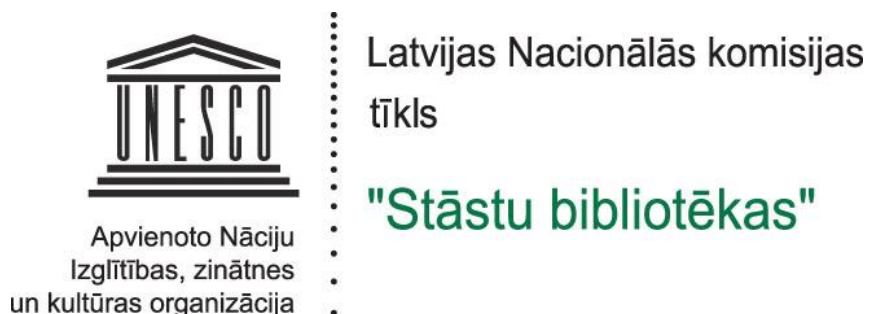 UNESCO
Apvienoto Nāciju
Izglītības, zinātnes
un kultūras organizācija
Latvijas Nacionālās komisijas
tīkls
"Stāstu bibliotēkas"